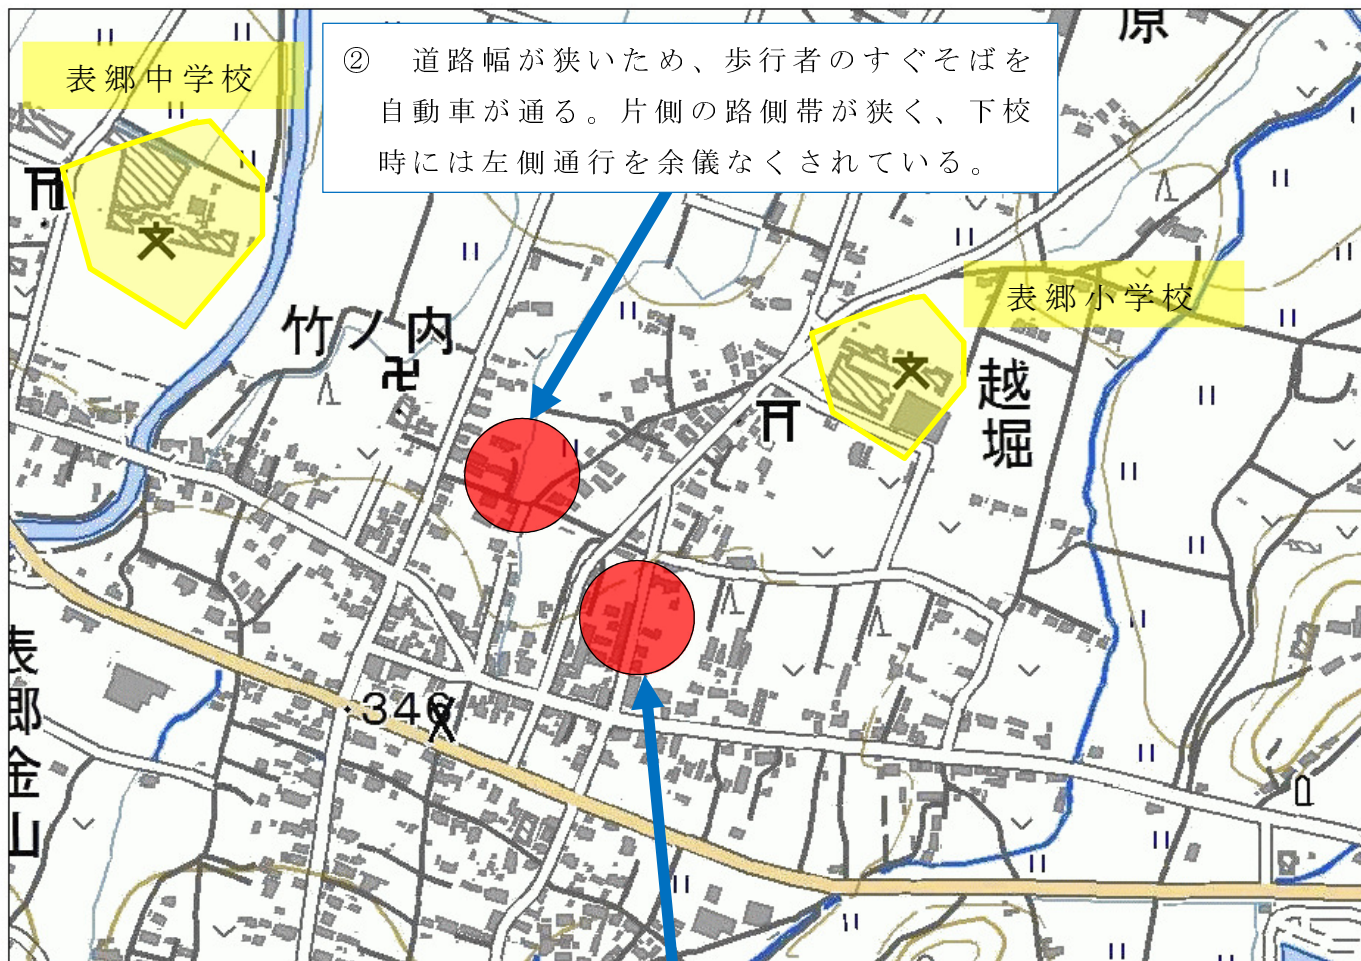 原
表郷中学校
② 道路幅が狭いため、歩行者のすぐそばを
自動車が通る。片側の路側帯が狭く、下校
時には左側通行を余儀なくされている。
表郷小学校
竹ノ内
越堀
346
表郷金山